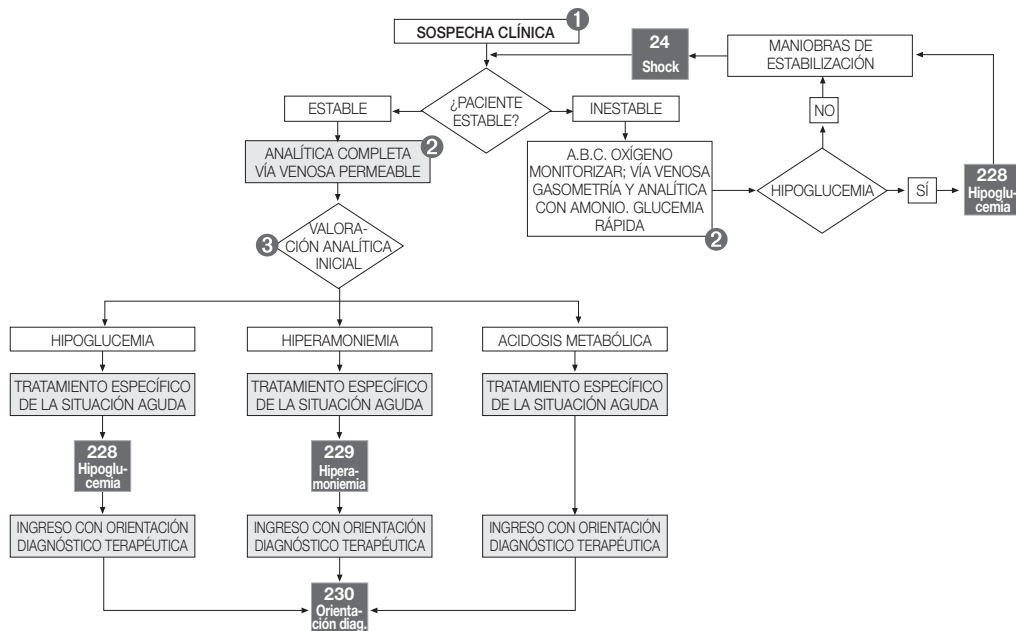 1
SOSPECHA CLÍNICA
24
Shock
MANIOBRAS DE
ESTABILIZACIÓN
¿PACIENTE
ESTABLE?
ESTABLE
INESTABLE
NO
2
ANALÍTICA COMPLETA
VÍA VENOSA PERMEABLE
A.B.C. OXÍGENO
MONITORIZAR; VÍA VENOSA
GASOMETRÍA Y ANALÍTICA
CON AMONIO. GLUCEMIA
RÁPIDA
2
HIPOGLUCEMIA
SÍ
228
Hipoglu-
cemia
3
VALORA-
CIÓN ANALÍTICA
INICIAL
HIPOGLUCEMIA
HIPERAMONIEMIA
ACIDOSIS METABÓLICA
TRATAMIENTO ESPECÍFICO
DE LA SITUACIÓN AGUDA
TRATAMIENTO ESPECÍFICO
DE LA SITUACIÓN AGUDA
TRATAMIENTO ESPECÍFICO
DE LA SITUACIÓN AGUDA
228
Hipoglu-
cemia
229
Hipera-
moniemia
INGRESO CON ORIENTACIÓN
DIAGNÓSTICO TERAPÉUTICA
INGRESO CON ORIENTACIÓN
DIAGNÓSTICO TERAPÉUTICA
INGRESO CON ORIENTACIÓN
DIAGNÓSTICO TERAPÉUTICA
230
Orienta-
ción diag.